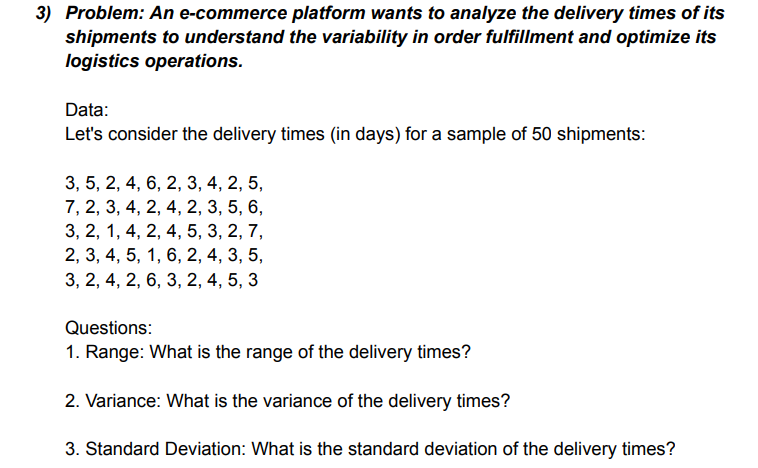 3) Problem: An e-commerce platform wants to analyze the delivery times of its
shipments to understand the variability in order fulfillment and optimize its
logistics operations.
Data:
Let's consider the delivery times (in days) for a sample of 50 shipments:
3, 5, 2, 4, 6, 2, 3, 4, 2, 5,
7, 2, 3, 4, 2, 4, 2, 3, 5, 6,
3, 2, 1, 4, 2, 4, 5, 3, 2, 7,
2, 3, 4, 5, 1, 6, 2, 4, 3, 5,
3, 2, 4, 2, 6, 3, 2, 4, 5, 3
Questions:
1. Range: What is the range of the delivery times?
2. Variance: What is the variance of the delivery times?
3. Standard Deviation: What is the standard deviation of the delivery times?